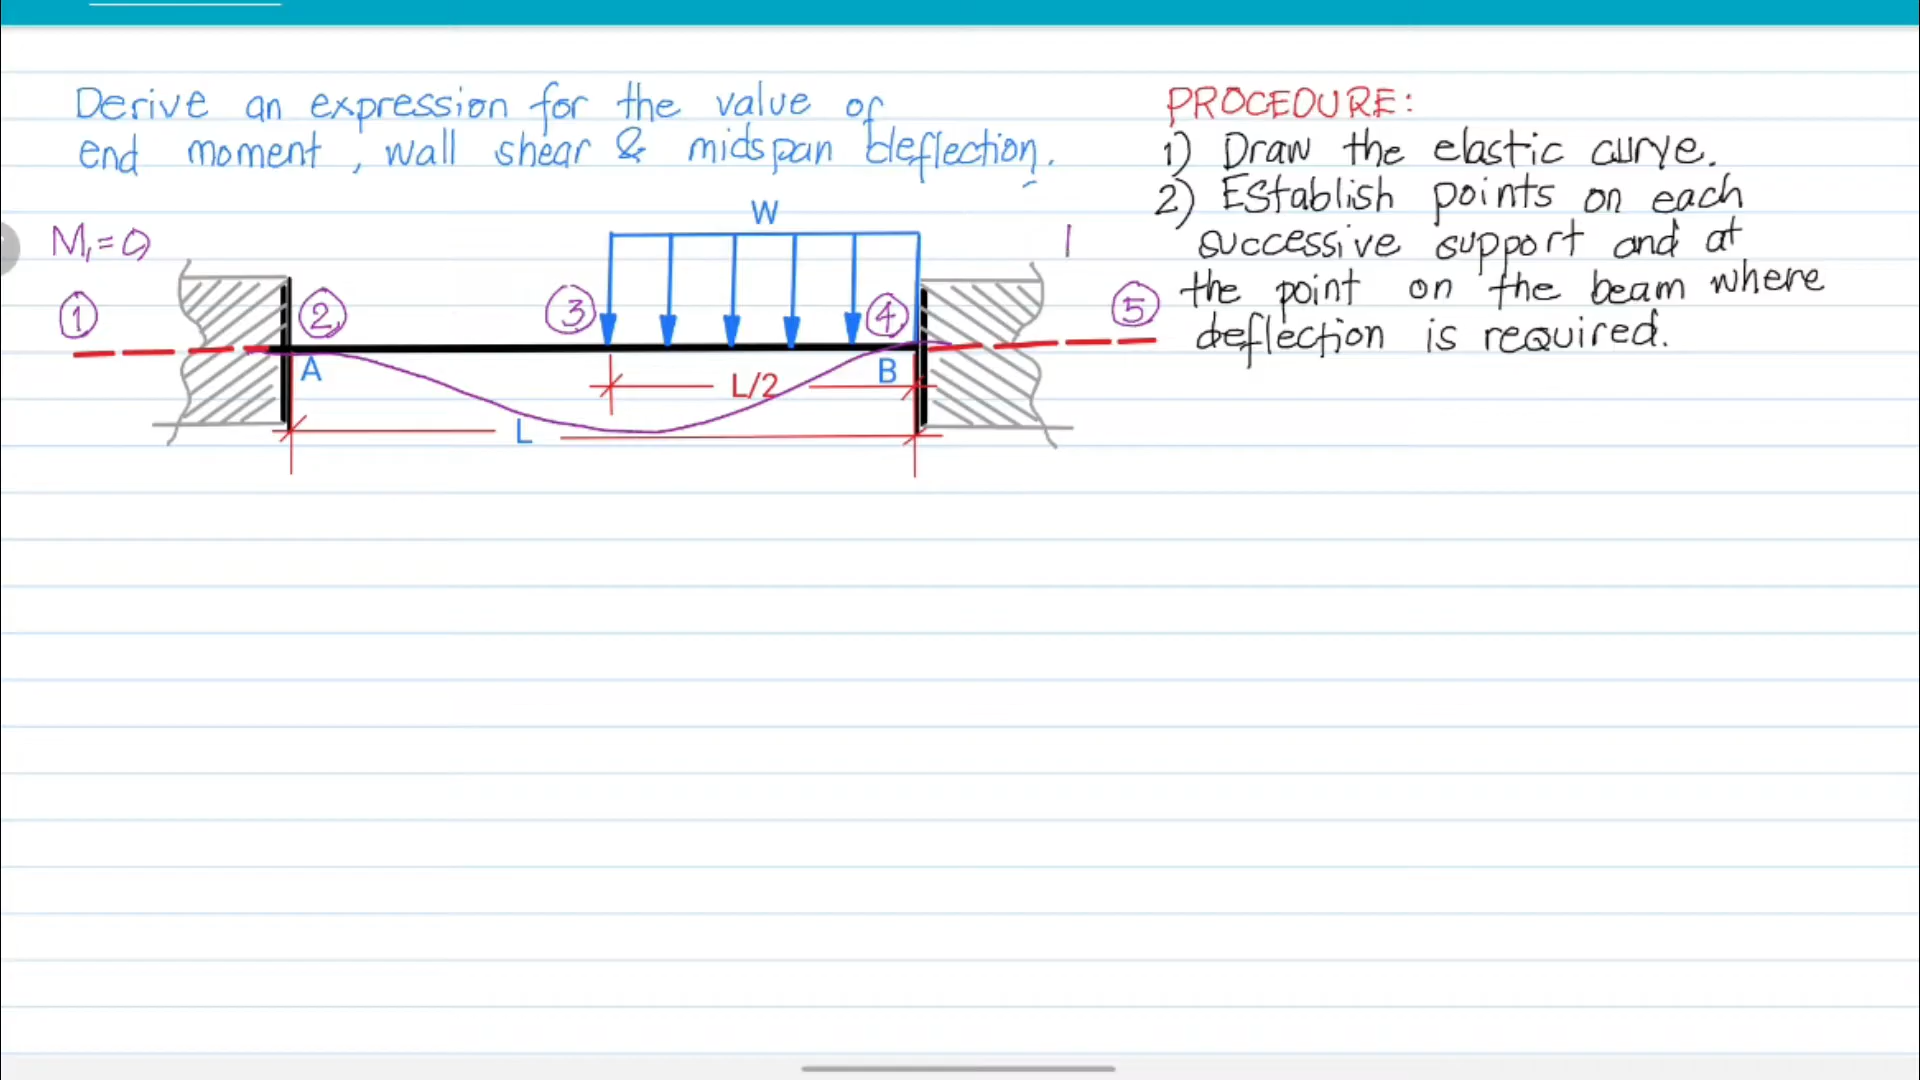 Derive an expression for the value of
end moment, wall shear & midspan deflection.
PROCEDURE:
1) Draw the elastic curve.
2) Establish points on each
successive support and at
the point on the beam where
deflection is required.
W
M₁=0
1
2
3
4
5
A
B
L/2
L